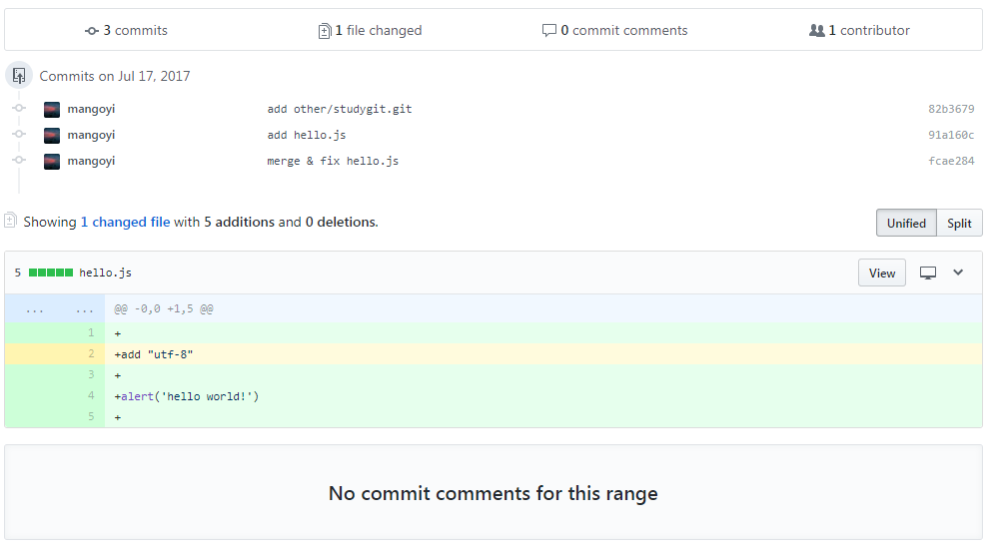 3 commits 1 file changed 0 commit comments 1 contributor
Commits on Jul 17, 2017
mangoyi add other/studygit.git 82b3679
mangoyi add hello.js 91a160c
mangoyi merge & fix hello.js fcae284
Showing 1 changed file with 5 additions and 0 deletions. Unified Split
5 hello.js View
... ... @@ -0,0 +1,5 @@
1 +
2 +add "utf-8"
3 +
4 +alert('hello world!')
5 +
No commit comments for this range